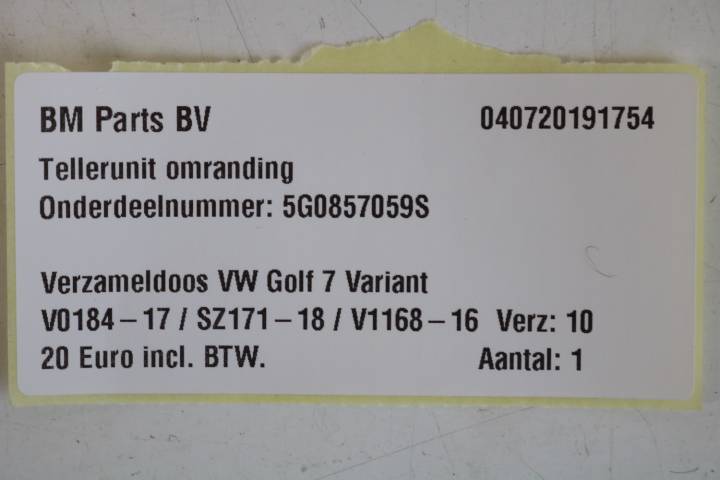 BM Parts BV 040720191754
Tellerunit omranding
Onderdeelnummer: 5G0857059S
Verzameldoos VW Golf 7 Variant
V0184 – 17 / SZ171 – 18 / V1168 – 16 Verz: 10
20 Euro incl. BTW. Aantal: 1